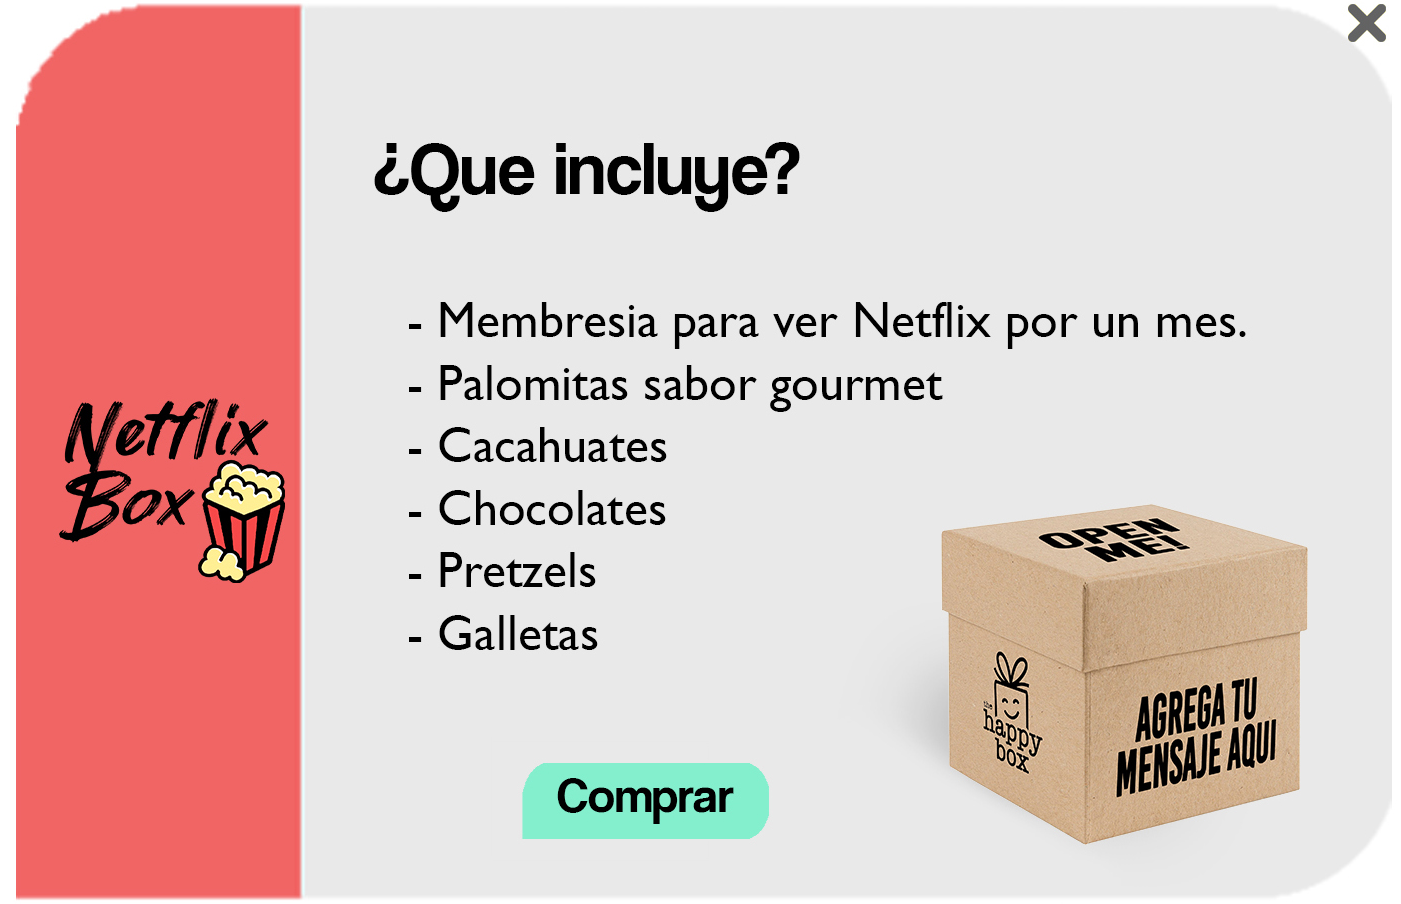 ¿Que incluye?
- Membresia para ver Netflix por un mes.
- Palomitas sabor gourmet
- Cacahuates
- Chocolates
- Pretzels
- Galletas
Netflix
Box
OPEN
ME!
the
happy
box
AGREGA TU
MENSAJE AQUI
Comprar